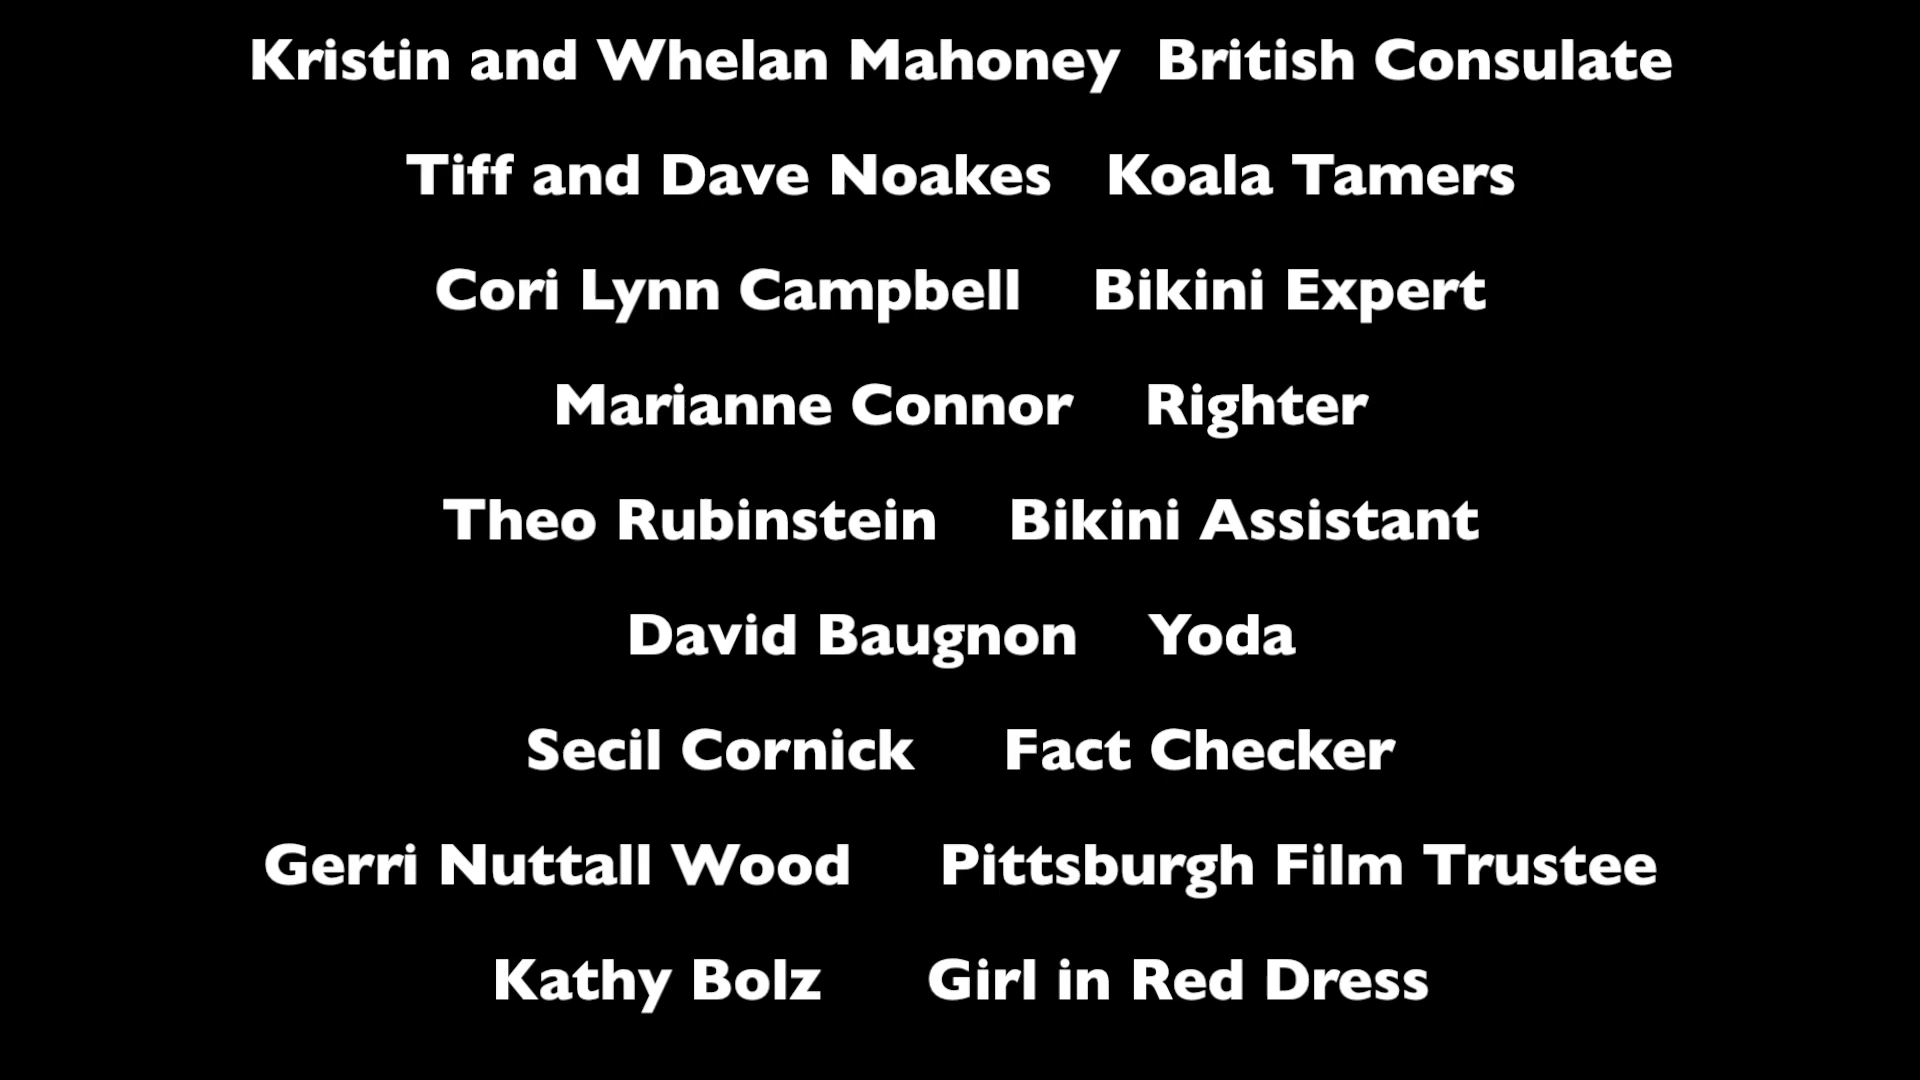 Kristin and Whelan Mahoney British Consulate
Tiff and Dave Noakes Koala Tamers
Cori Lynn Campbell Bikini Expert
Marianne Connor Righter
Theo Rubinstein Bikini Assistant
David Baugnon Yoda
Secil Cornick Fact Checker
Gerri Nuttall Wood Pittsburgh Film Trustee
Kathy Bolz Girl in Red Dress